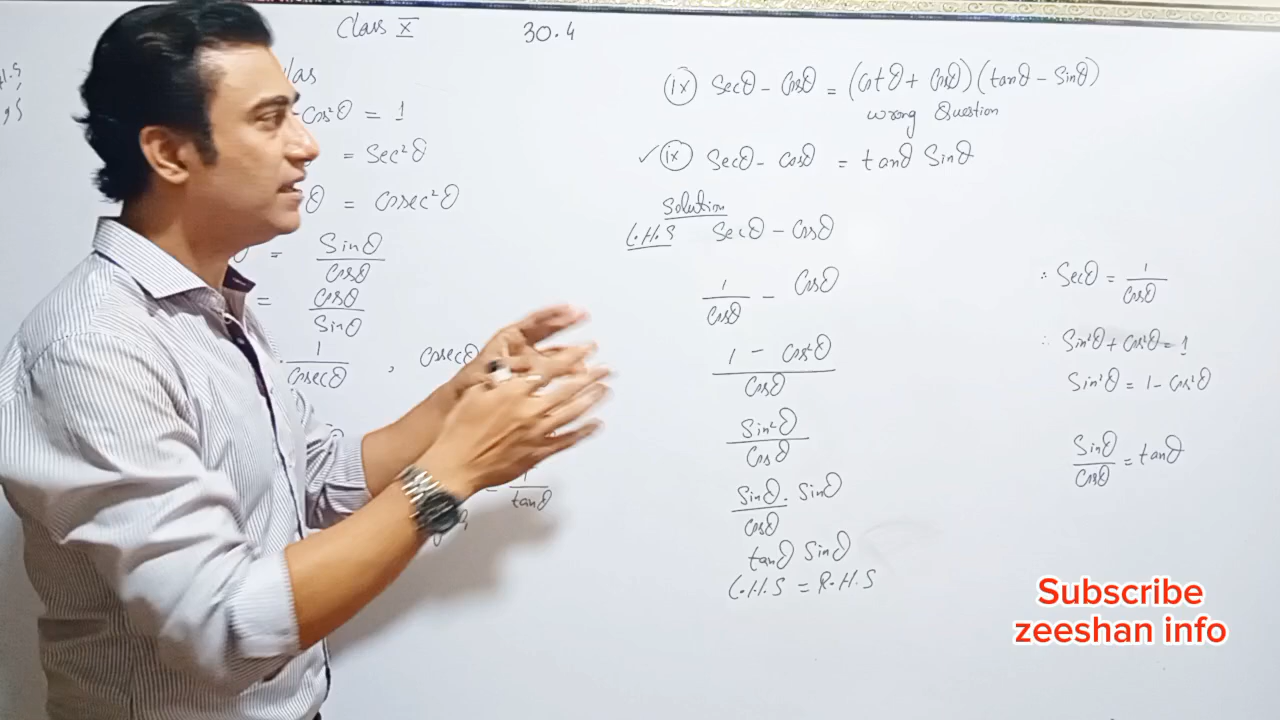 Class X 30.4
las
Cos²θ = 1
= Sec²θ
θ = Cosec²θ
= Sinθ/Cosθ
= Cosθ/Sinθ
1/Cosecθ , Cosecθ
1/tanθ
(ix) Secθ - Cosθ = (Cotθ + Cosθ)(tanθ - Sinθ)
wrong Question
✓(ix) Secθ - Cosθ = tanθ Sinθ
Solution
L.H.S Secθ - Cosθ
1/Cosθ - Cosθ
1 - Cos²θ/Cosθ
Sin²θ/Cosθ
Sinθ . Sinθ/Cosθ
tanθ Sinθ
L.H.S = R.H.S
∴ Secθ = 1/Cosθ
∴ Sin²θ + Cos²θ = 1
Sin²θ = 1 - Cos²θ
Sinθ/Cosθ = tanθ
Subscribe
zeeshan info